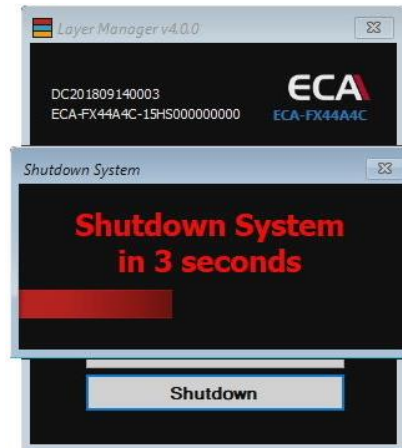 Layer Manager v4.0.0
DC201809140003
ECA-FX44A4C-15HS000000000
ECA
ECA-FX44A4C
Shutdown System
Shutdown System
in 3 seconds
Shutdown